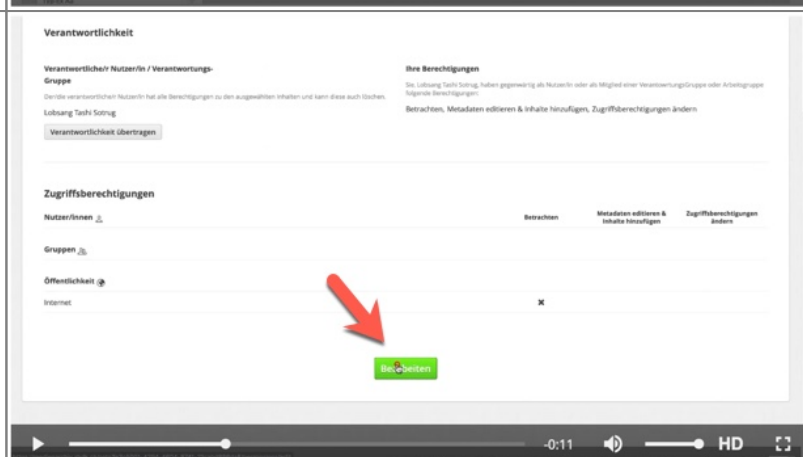 Verantwortlichkeit
Verantwortliche/r Nutzer/in / Verantwortungs-
Gruppe
Der/die verantwortliche/r Nutzer/in hat alle Berechtigungen zu den ausgewählten Inhalten und kann diese auch löschen.
Lobsang Tashi Sotrug
Verantwortlichkeit übertragen
Ihre Berechtigungen
Sie, Lobsang Tashi Sotrug, haben gegenwärtig als Nutzer/in oder als Mitglied einer VerantwortungsGruppe oder Arbeitsgruppe
folgende Berechtigungen:
Betrachten, Metadaten editieren & Inhalte hinzufügen, Zugriffsberechtigungen ändern
Zugriffsberechtigungen
Nutzer/innen
Betrachten
Metadaten editieren &
Inhalte hinzufügen
Zugriffsberechtigungen
ändern
Gruppen
Öffentlichkeit
Internet
Bearbeiten
-0:11
HD